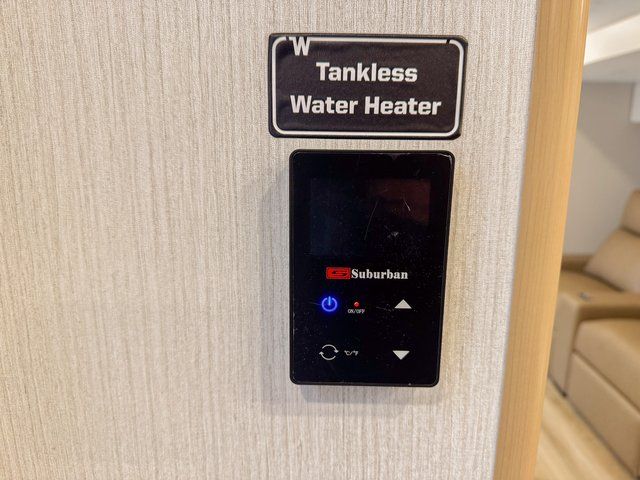 W
Tankless
Water Heater
Suburban
ON/OFF
°C/°F